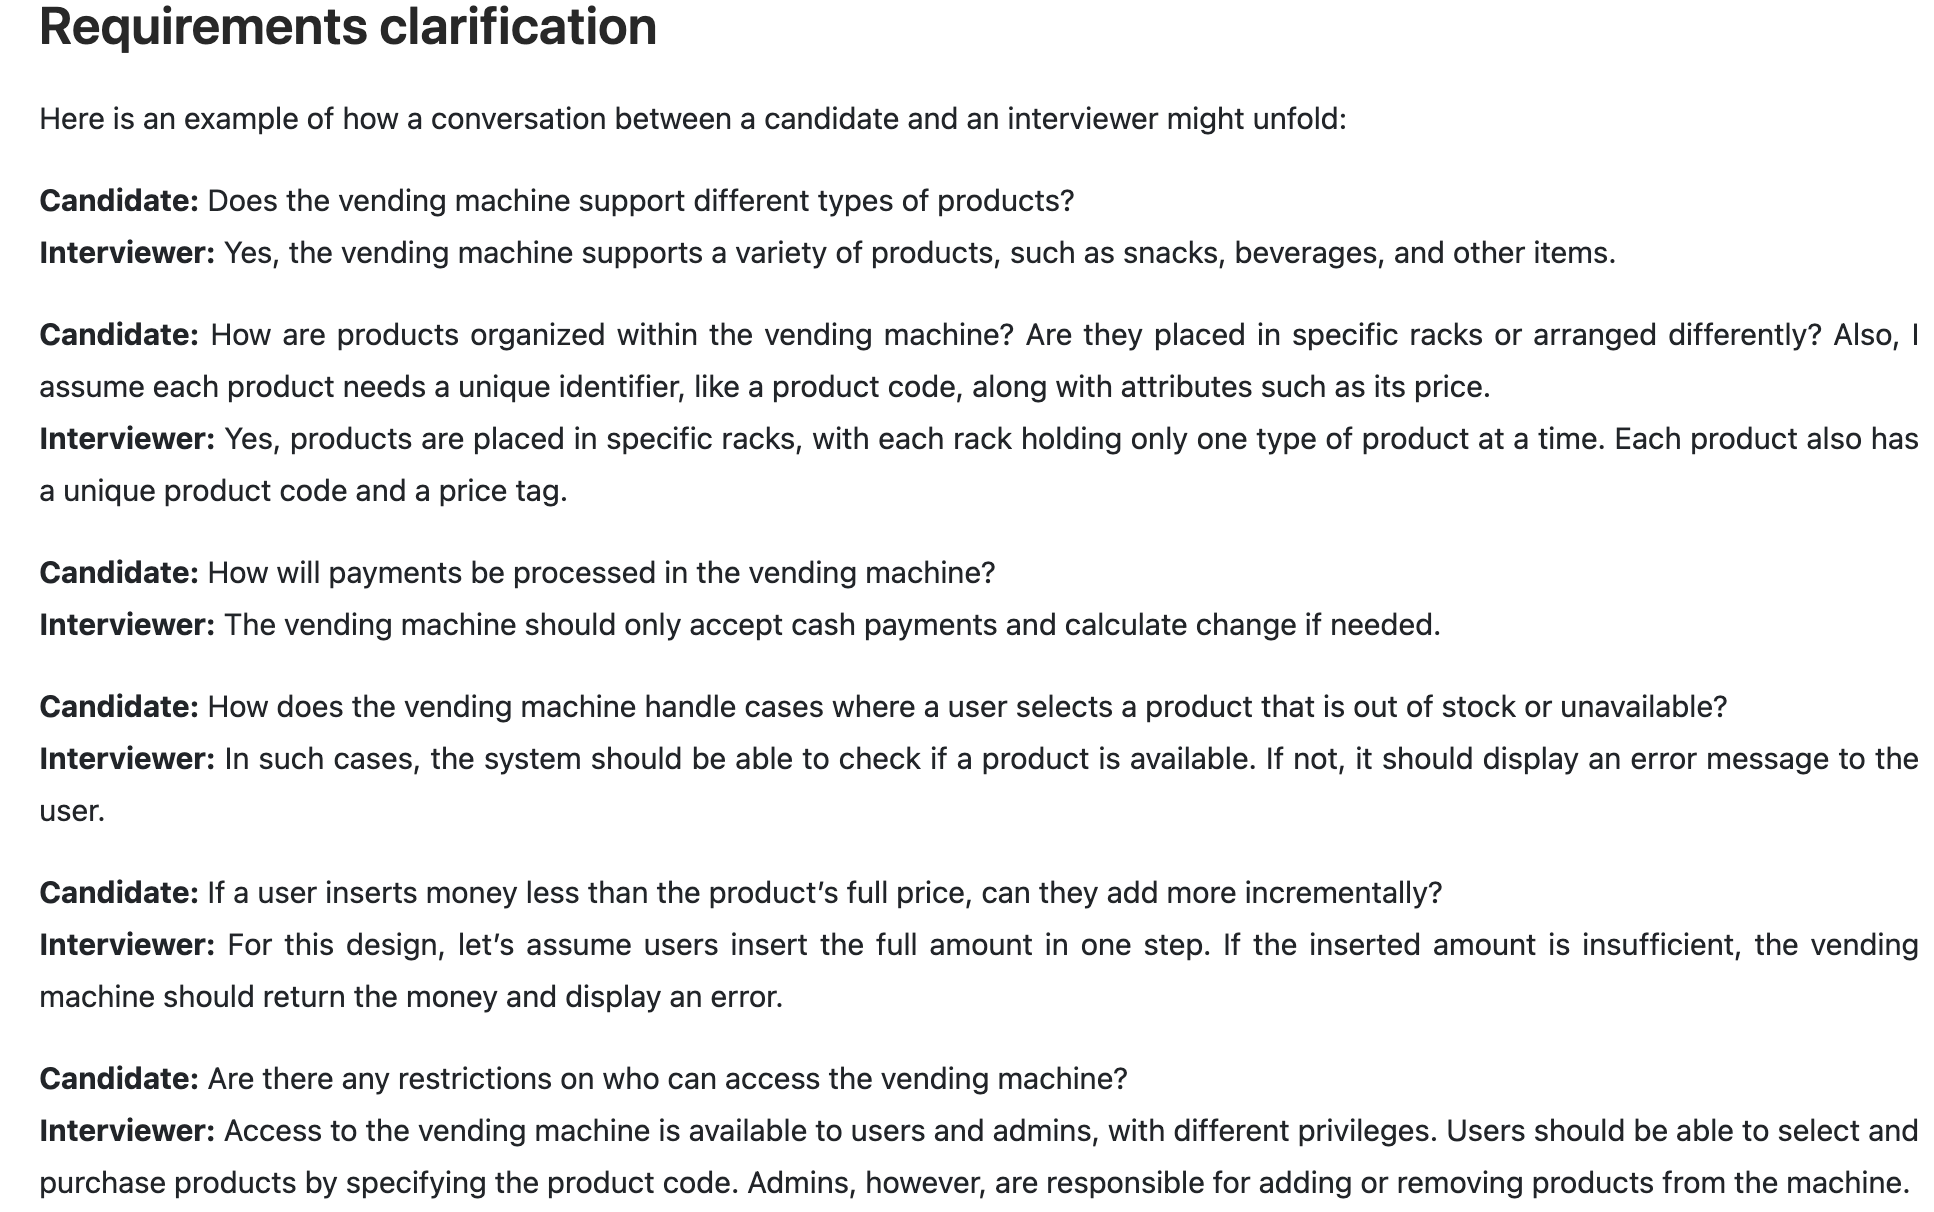 Requirements clarification
Here is an example of how a conversation between a candidate and an interviewer might unfold:
Candidate: Does the vending machine support different types of products?
Interviewer: Yes, the vending machine supports a variety of products, such as snacks, beverages, and other items.
Candidate: How are products organized within the vending machine? Are they placed in specific racks or arranged differently? Also, I
assume each product needs a unique identifier, like a product code, along with attributes such as its price.
Interviewer: Yes, products are placed in specific racks, with each rack holding only one type of product at a time. Each product also has
a unique product code and a price tag.
Candidate: How will payments be processed in the vending machine?
Interviewer: The vending machine should only accept cash payments and calculate change if needed.
Candidate: How does the vending machine handle cases where a user selects a product that is out of stock or unavailable?
Interviewer: In such cases, the system should be able to check if a product is available. If not, it should display an error message to the
user.
Candidate: If a user inserts money less than the product’s full price, can they add more incrementally?
Interviewer: For this design, let’s assume users insert the full amount in one step. If the inserted amount is insufficient, the vending
machine should return the money and display an error.
Candidate: Are there any restrictions on who can access the vending machine?
Interviewer: Access to the vending machine is available to users and admins, with different privileges. Users should be able to select and
purchase products by specifying the product code. Admins, however, are responsible for adding or removing products from the machine.